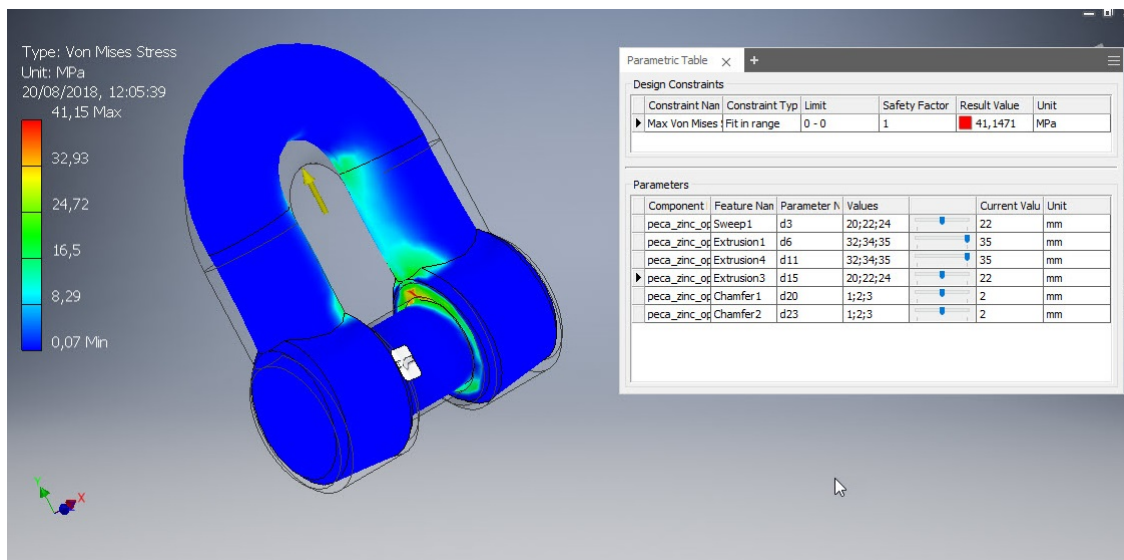 Type: Von Mises Stress
Unit: MPa
20/08/2018, 12:05:39
41,15 Max
32,93
24,72
16,5
8,29
0,07 Min
Y
X
Parametric Table
Design Constraints
Constraint Nan Constraint Typ Limit Safety Factor Result Value Unit
Max Von Mises S Fit in range 0 - 0 1 41,1471 MPa
Parameters
Component Feature Nan Parameter N Values Current Valu Unit
peca_zinc_op Sweep1 d3 20;22;24 22 mm
peca_zinc_op Extrusion1 d6 32;34;35 35 mm
peca_zinc_op Extrusion4 d11 32;34;35 35 mm
peca_zinc_op Extrusion3 d15 20;22;24 22 mm
peca_zinc_op Chamfer1 d20 1;2;3 2 mm
peca_zinc_op Chamfer2 d23 1;2;3 2 mm